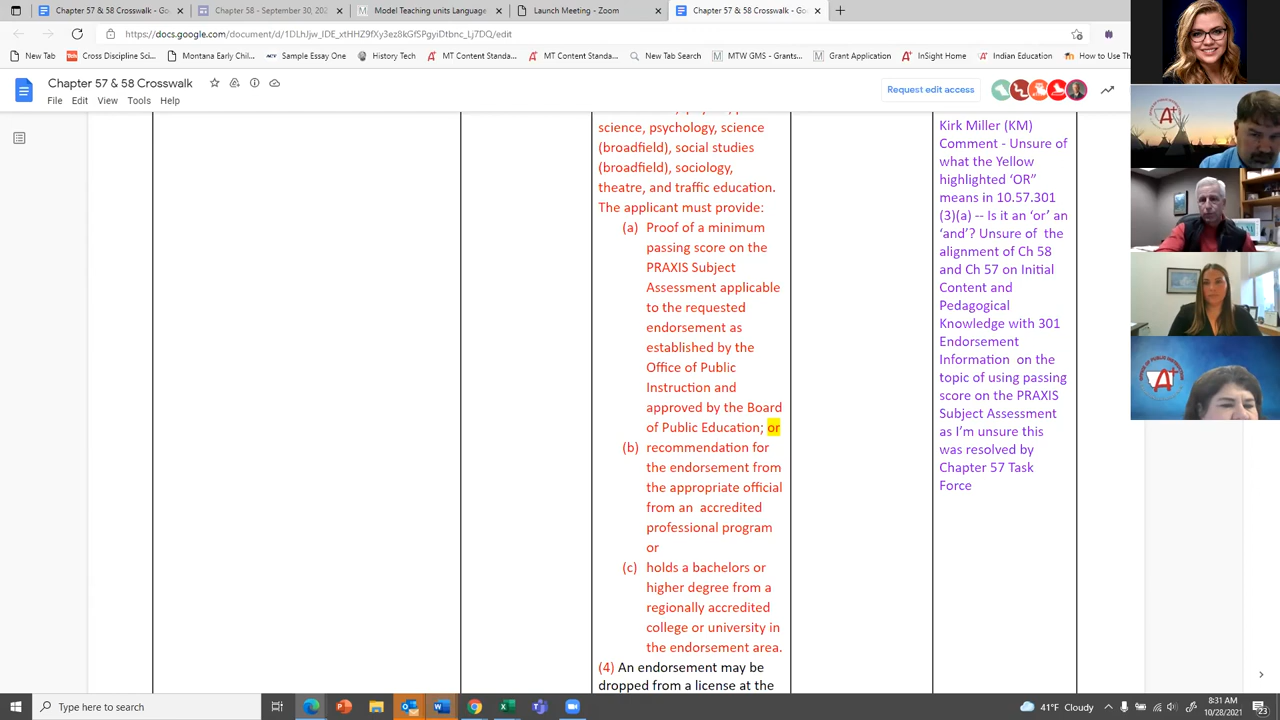 Chapter 57 & 58 Crosswalk - Go
Chapter 58 - September 30, 202
Model Teaching units Language
Launch Meeting - Zoom
Chapter 57 & 58 Crosswalk - Go
New Tab
Cross Discipline Sci...
Montana Early Chil...
Sample Essay One
History Tech
MT Content Standa...
MT Content Standa...
New Search Tab
MTW GMS - Grants...
Grant Application
InSight Home
Indian Education
How to Use Th
Chapter 57 & 58 Crosswalk
File Edit View Tools Help
Request edit access
science, psychology, science
(broadfield), social studies
(broadfield), sociology,
theatre, and traffic education.
The applicant must provide:
(a) Proof of a minimum
passing score on the
PRAXIS Subject
Assessment applicable
to the requested
endorsement as
established by the
Office of Public
Instruction and
approved by the Board
of Public Education; or
(b) recommendation for
the endorsement from
the appropriate official
from an accredited
professional program
or
(c) holds a bachelors or
higher degree from a
regionally accredited
college or university in
the endorsement area.
(4) An endorsement may be
dropped from a license at the
Kirk Miller (KM)
Comment - Unsure of
what the Yellow
highlighted ‘OR”
means in 10.57.301
(3)(a) -- Is it an ‘or’ an
‘and’? Unsure of the
alignment of Ch 58
and Ch 57 on Initial
Content and
Pedagogical
Knowledge with 301
Endorsement
Information on the
topic of using passing
score on the PRAXIS
Subject Assessment
as I’m unsure this
was resolved by
Chapter 57 Task
Force
Type here to search
41°F Cloudy
8:31 AM
10/28/2021
23